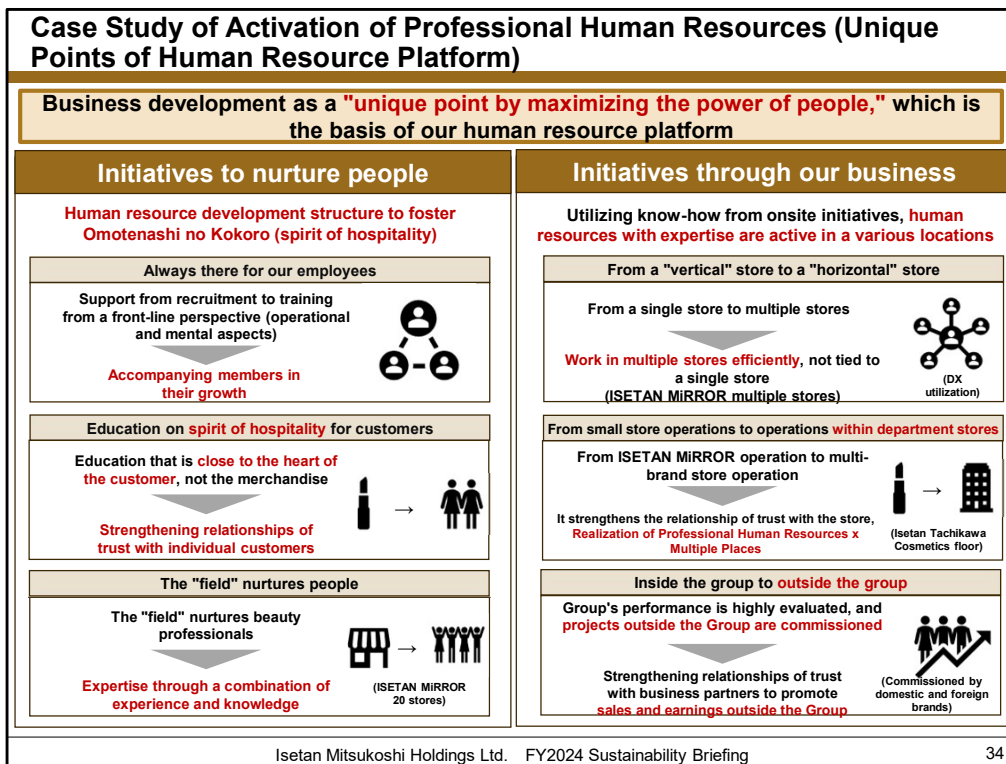 Case Study of Activation of Professional Human Resources (Unique
Points of Human Resource Platform)
Business development as a "unique point by maximizing the power of people," which is
the basis of our human resource platform
Initiatives to nurture people
Human resource development structure to foster
Omotenashi no Kokoro (spirit of hospitality)
Always there for our employees
Support from recruitment to training
from a front-line perspective (operational
and mental aspects)
Accompanying members in
their growth
Education on spirit of hospitality for customers
Education that is close to the heart of
the customer, not the merchandise
→
Strengthening relationships of
trust with individual customers
The "field" nurtures people
The "field" nurtures beauty
professionals
→
Expertise through a combination of
experience and knowledge
(ISETAN MiRROR
20 stores)
Initiatives through our business
Utilizing know-how from onsite initiatives, human
resources with expertise are active in a various locations
From a "vertical" store to a "horizontal" store
From a single store to multiple stores
Work in multiple stores efficiently, not tied to
a single store
(ISETAN MiRROR multiple stores)
(DX
utilization)
From small store operations to operations within department stores
From ISETAN MiRROR operation to multi-
brand store operation
→
It strengthens the relationship of trust with the store,
Realization of Professional Human Resources x
Multiple Places
(Isetan Tachikawa
Cosmetics floor)
Inside the group to outside the group
Group's performance is highly evaluated, and
projects outside the Group are commissioned
Strengthening relationships of trust
with business partners to promote
sales and earnings outside the Group
(Commissioned by
domestic and foreign
brands)
Isetan Mitsukoshi Holdings Ltd. FY2024 Sustainability Briefing
34